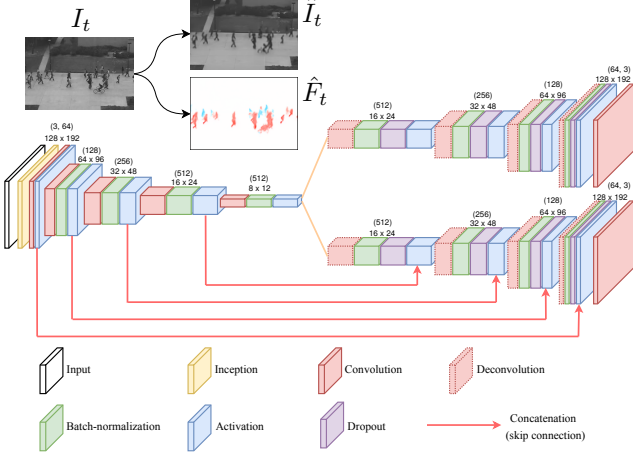 I_t
Î_t
F̂_t
(3, 64)
128 x 192
(128)
64 x 96
(256)
32 x 48
(512)
16 x 24
(512)
8 x 12
(512)
16 x 24
(256)
32 x 48
(128)
64 x 96
(64, 3)
128 x 192
(512)
16 x 24
(256)
32 x 48
(128)
64 x 96
(64, 3)
128 x 192
Input
Inception
Convolution
Deconvolution
Batch-normalization
Activation
Dropout
Concatenation
(skip connection)